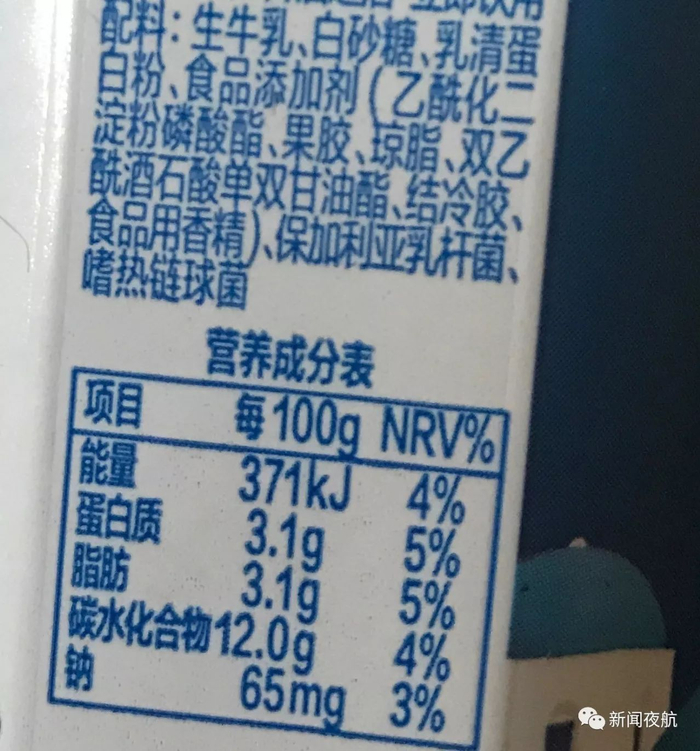 配料：生牛乳、白砂糖、乳清蛋
白粉、食品添加剂（乙酰化二
淀粉磷酸酯、果胶、琼脂、双乙
酰酒石酸单双甘油酯、结冷胶、
食品用香精）、保加利亚乳杆菌、
嗜热链球菌
营养成分表
项目 每100g NRV%
能量 371kJ 4%
蛋白质 3.1g 5%
脂肪 3.1g 5%
碳水化合物 12.0g 4%
钠 65mg 3%
新闻夜航